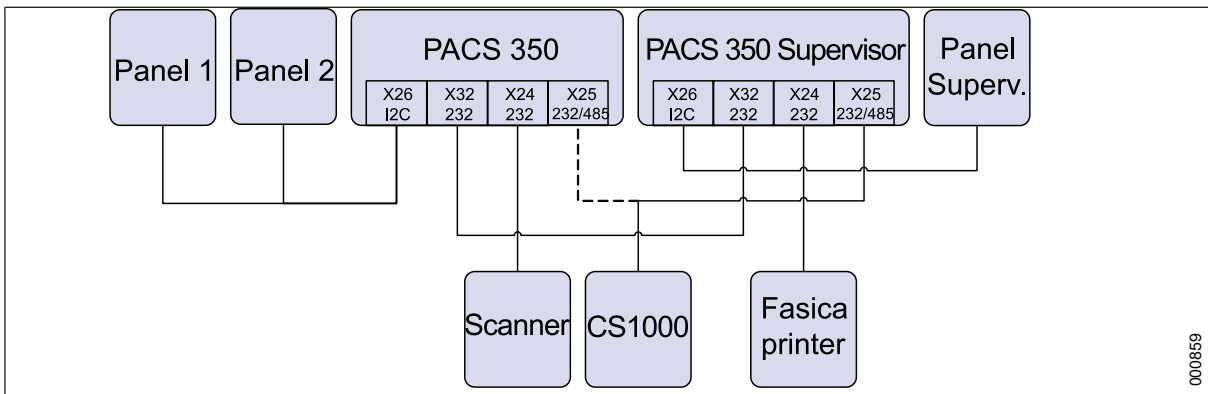 Panel 1
Panel 2
PACS 350
X26
I2C
X32
232
X24
232
X25
232/485
PACS 350 Supervisor
X26
I2C
X32
232
X24
232
X25
232/485
Panel
Superv.
Scanner
CS1000
Fasica
printer
000859